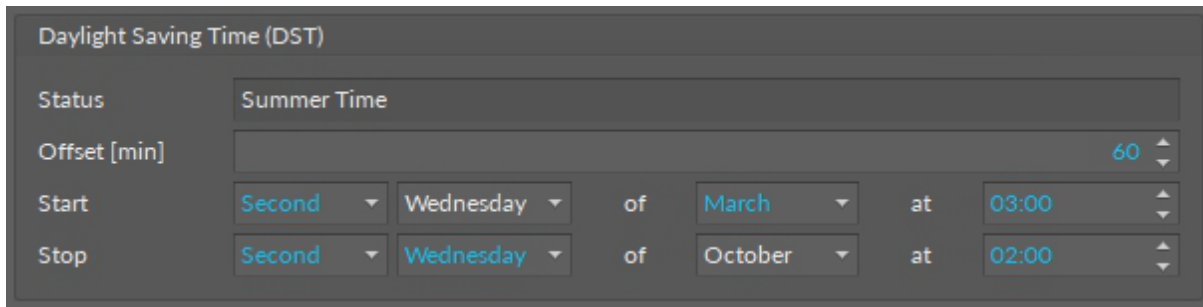 Daylight Saving Time (DST)
Status Summer Time
Offset [min] 60
Start Second Wednesday of March at 03:00
Stop Second Wednesday of October at 02:00